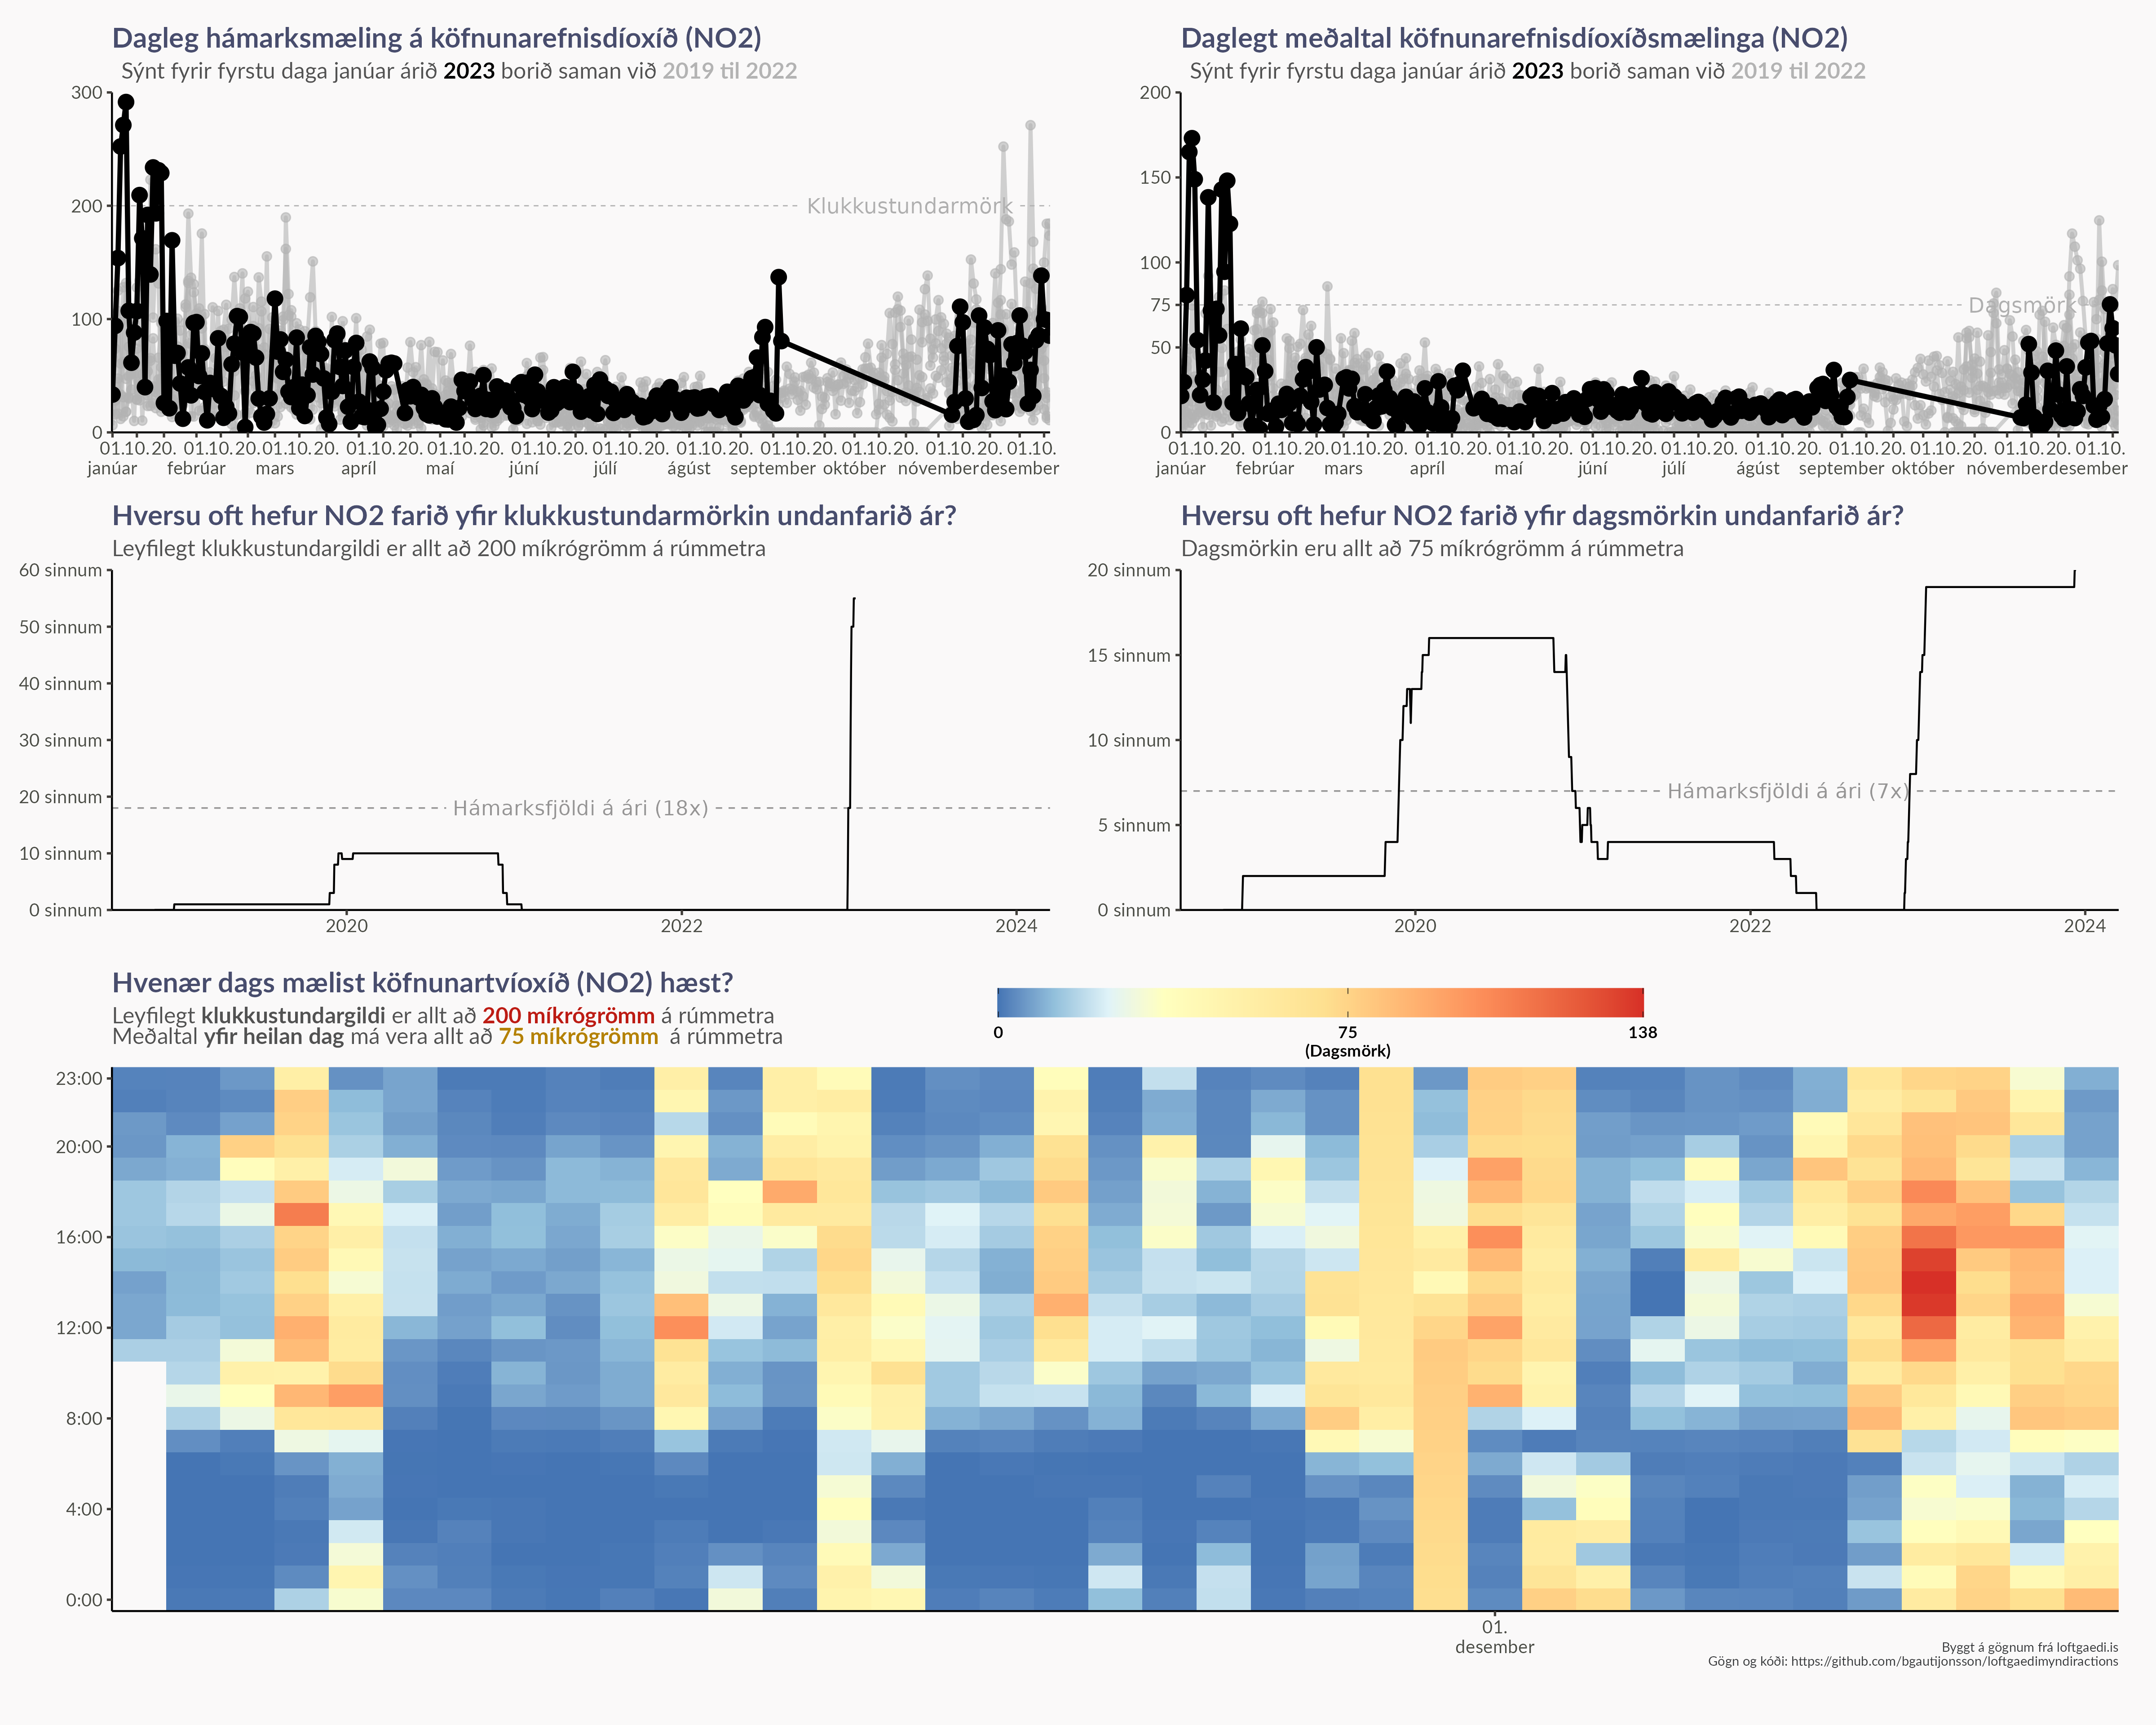 Dagleg hámarksmæling á köfnunarefnisdíoxíð (NO2)
Sýnt fyrir fyrstu daga janúar árið 2023 borið saman við 2019 til 2022
300
200
100
0
Klukkustundarmörk
01.10.20. 01.10.20. 01.10.20. 01.10.20. 01.10.20. 01.10.20. 01.10.20. 01.10.20. 01.10.20. 01.10.20. 01.10.20. 01.10.
janúar febrúar mars apríl maí júní júlí ágúst september október nóvember desember
Daglegt meðaltal köfnunarefnisdíoxíðsmælinga (NO2)
Sýnt fyrir fyrstu daga janúar árið 2023 borið saman við 2019 til 2022
200
150
100
75
50
0
Dagsmörk
01.10.20. 01.10.20. 01.10.20. 01.10.20. 01.10.20. 01.10.20. 01.10.20. 01.10.20. 01.10.20. 01.10.20. 01.10.20. 01.10.
janúar febrúar mars apríl maí júní júlí ágúst september október nóvember desember
Hversu oft hefur NO2 farið yfir klukkustundarmörkin undanfarið ár?
Leyfilegt klukkustundargildi er allt að 200 míkrógrömm á rúmmetra
60 sinnum
50 sinnum
40 sinnum
30 sinnum
20 sinnum
10 sinnum
0 sinnum
Hámarksfjöldi á ári (18x)
2020 2022 2024
Hversu oft hefur NO2 farið yfir dagsmörkin undanfarið ár?
Dagsmörkin eru allt að 75 míkrógrömm á rúmmetra
20 sinnum
15 sinnum
10 sinnum
5 sinnum
0 sinnum
Hámarksfjöldi á ári (7x)
2020 2022 2024
Hvenær dags mælist köfnunartvíoxíð (NO2) hæst?
Leyfilegt klukkustundargildi er allt að 200 míkrógrömm á rúmmetra
Meðaltal yfir heilan dag má vera allt að 75 míkrógrömm á rúmmetra
0 75 138
(Dagsmörk)
23:00
20:00
16:00
12:00
8:00
4:00
0:00
01.
desember
Byggt á gögnum frá loftgaedi.is
Gögn og kóði: https://github.com/bgautijonsson/loftgaedimyndiractions